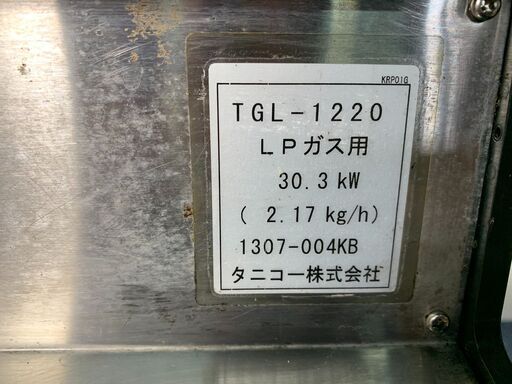 KRP01G
TGL-1220
LPガス用
30.3 kW
( 2.17 kg/h)
1307-004KB
タニコー株式会社